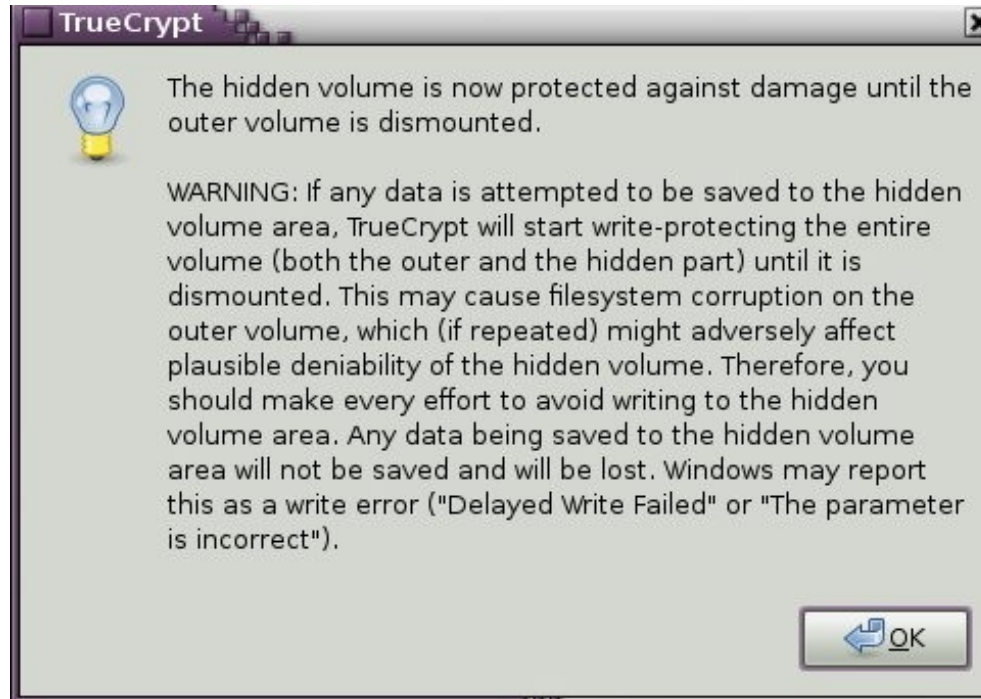 TrueCrypt
The hidden volume is now protected against damage until the
outer volume is dismounted.
WARNING: If any data is attempted to be saved to the hidden
volume area, TrueCrypt will start write-protecting the entire
volume (both the outer and the hidden part) until it is
dismounted. This may cause filesystem corruption on the
outer volume, which (if repeated) might adversely affect
plausible deniability of the hidden volume. Therefore, you
should make every effort to avoid writing to the hidden
volume area. Any data being saved to the hidden volume
area will not be saved and will be lost. Windows may report
this as a write error ("Delayed Write Failed" or "The parameter
is incorrect").
OK